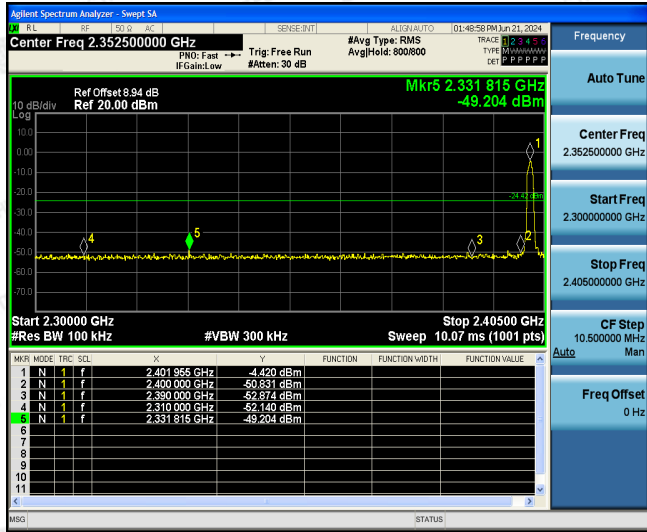 Agilent Spectrum Analyzer - Swept SA
RL RF 50 Ω AC SENSE:INT ALIGN AUTO 01:48:58 PM Jun 21, 2024
Center Freq 2.352500000 GHz
PNO: Fast
IFGain:Low
Trig: Free Run
#Atten: 30 dB
#Avg Type: RMS
Avg|Hold: 800/800
TRACE 1 2 3 4 5 6
TYPE M W W W W W
DET P P P P P P
Frequency
Auto Tune
Center Freq
2.352500000 GHz
Start Freq
2.300000000 GHz
Stop Freq
2.405000000 GHz
CF Step
10.500000 MHz
Auto Man
Freq Offset
0 Hz
Ref Offset 8.94 dB
Ref 20.00 dBm
10 dB/div
Log
Mkr5 2.331 815 GHz
-49.204 dBm
10.0
0.00
-10.0
-20.0
-30.0
-40.0
-50.0
-60.0
-70.0
-24.42 dBm
1
2
3
4
5
Start 2.30000 GHz
Stop 2.40500 GHz
#Res BW 100 kHz
#VBW 300 kHz
Sweep 10.07 ms (1001 pts)
MKR MODE TRC SCL X Y FUNCTION FUNCTION WIDTH FUNCTION VALUE
1 N 1 f 2.401 955 GHz -4.420 dBm
2 N 1 f 2.400 000 GHz -50.831 dBm
3 N 1 f 2.390 000 GHz -52.874 dBm
4 N 1 f 2.310 000 GHz -52.140 dBm
5 N 1 f 2.331 815 GHz -49.204 dBm
6
7
8
9
10
11
MSG STATUS